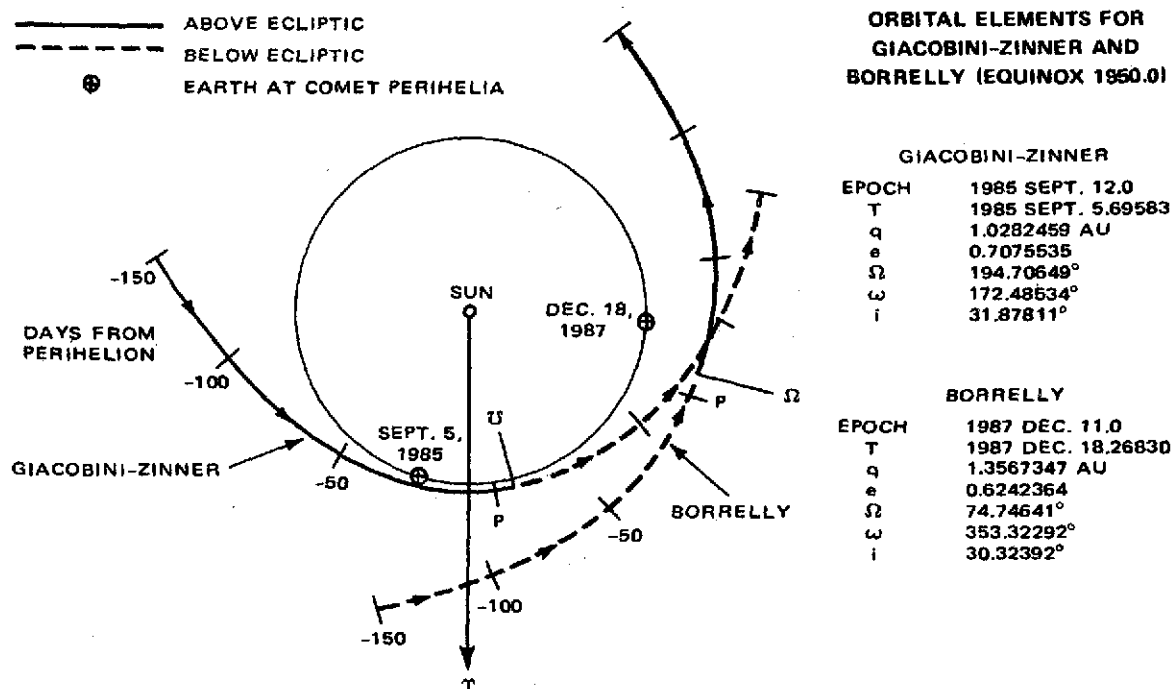 ABOVE ECLIPTIC
BELOW ECLIPTIC
⊕ EARTH AT COMET PERIHELIA
ORBITAL ELEMENTS FOR
GIACOBINI-ZINNER AND
BORRELLY (EQUINOX 1950.0)
GIACOBINI-ZINNER
EPOCH 1985 SEPT. 12.0
T 1985 SEPT. 5.69583
q 1.0282459 AU
e 0.7075535
Ω 194.70649°
ω 172.48534°
i 31.87811°
BORRELLY
EPOCH 1987 DEC. 11.0
T 1987 DEC. 18.26830
q 1.3567347 AU
e 0.6242364
Ω 74.74641°
ω 353.32292°
i 30.32392°
-150
SUN
DEC. 18,
1987
DAYS FROM
PERIHELION
-100
℧
Ω
P
SEPT. 5,
1985
GIACOBINI-ZINNER
-50
P
BORRELLY
-50
-100
-150
♈